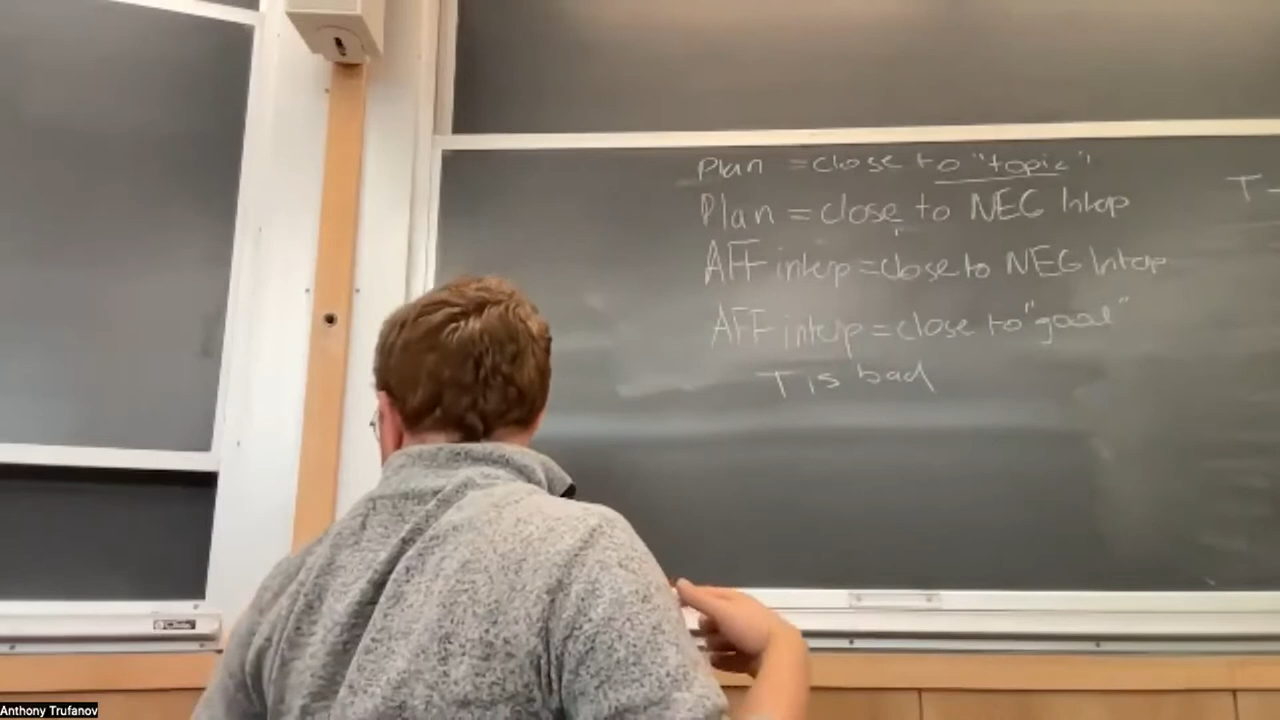 Plan = close to "topic"
Plan = close to NEG Interp
AFF interp = close to NEG Interp
AFF interp = close to "goal"
T is bad
T-
Anthony Trufanov